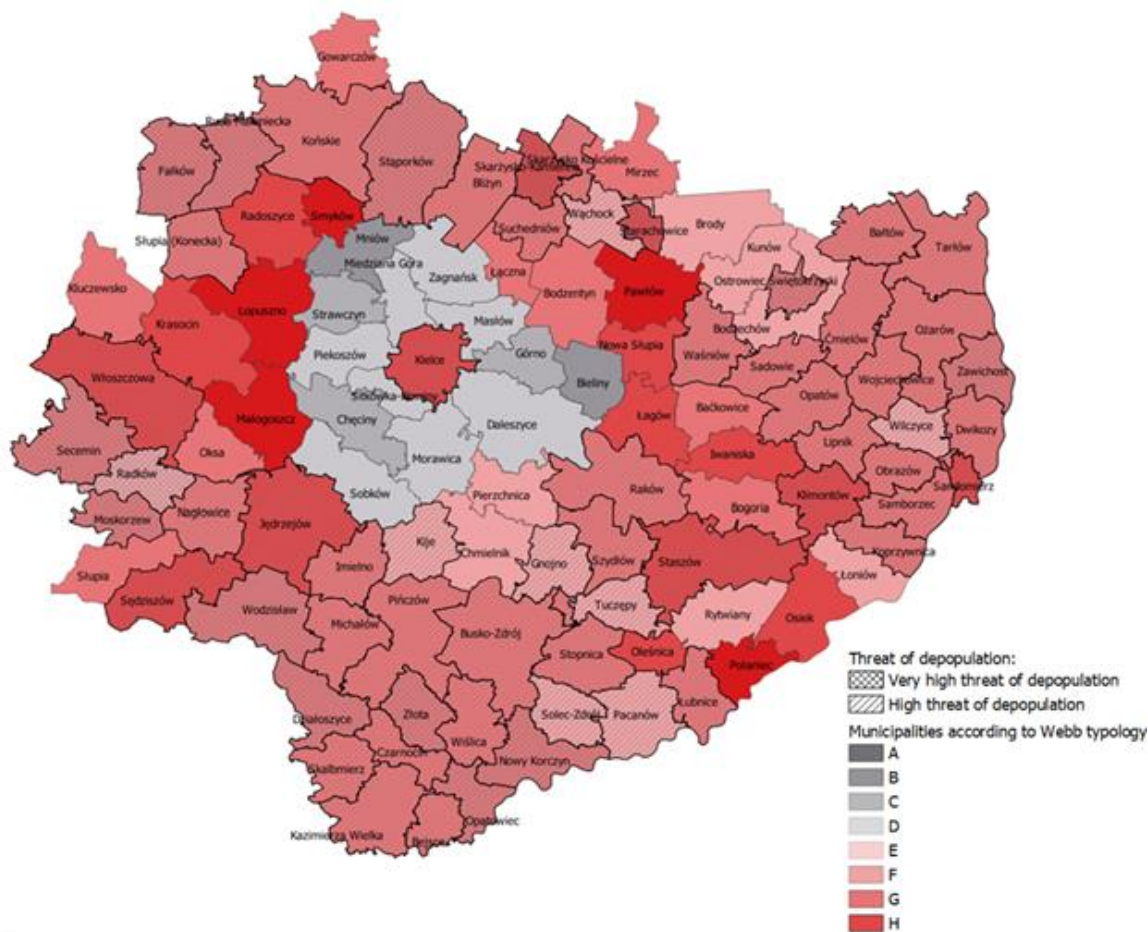 Gowarczów
Końskie
Stąporków
Fałków
Skarżysko Kościelne
Bliżyn
Mirzec
Radoszyce
Smyków
Suchedniów
Wąchock
Starachowice
Brody
Bałtów
Tarłów
Słupia (Konecka)
Mniów
Miedziana Góra
Zagnańsk
Łączna
Bodzentyn
Pawłów
Kunów
Ostrowiec Świętokrzyski
Kluczewsko
Łopuszno
Strawczyn
Masłów
Bodzechów
Ćmielów
Ożarów
Krasocin
Piekoszów
Kielce
Górno
Nowa Słupia
Waśniów
Sadowie
Wojciechowice
Zawichost
Włoszczowa
Bieliny
Opatów
Małogoszcz
Chęciny
Daleszyce
Łagów
Baćkowice
Lipnik
Wilczyce
Dwikozy
Secemin
Oksa
Morawica
Iwaniska
Obrazów
Radków
Sobków
Pierzchnica
Raków
Klimontów
Sandomierz
Moskorzew
Nagłowice
Jędrzejów
Bogoria
Samborzec
Kije
Chmielnik
Gnojno
Szydłów
Staszów
Koprzywnica
Słupia
Imielno
Łoniów
Sędziszów
Wodzisław
Pińczów
Tuczępy
Rytwiany
Osiek
Michałów
Busko-Zdrój
Stopnica
Oleśnica
Połaniec
Działoszyce
Złota
Wiślica
Solec-Zdrój
Pacanów
Łubnice
Skalbmierz
Czarnocin
Nowy Korczyn
Kazimierza Wielka
Opatowiec
Threat of depopulation:
Very high threat of depopulation
High threat of depopulation
Municipalities according to Webb typology
A
B
C
D
E
F
G
H